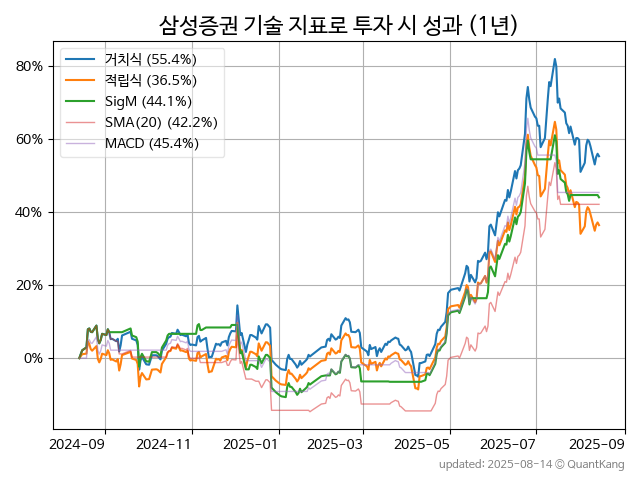 삼성증권 기술 지표로 투자 시 성과 (1년)
거치식 (55.4%)
적립식 (36.5%)
SigM (44.1%)
SMA(20) (42.2%)
MACD (45.4%)
80%
60%
40%
20%
0%
2024-09 2024-11 2025-01 2025-03 2025-05 2025-07 2025-09
updated: 2025-08-14 © QuantKang